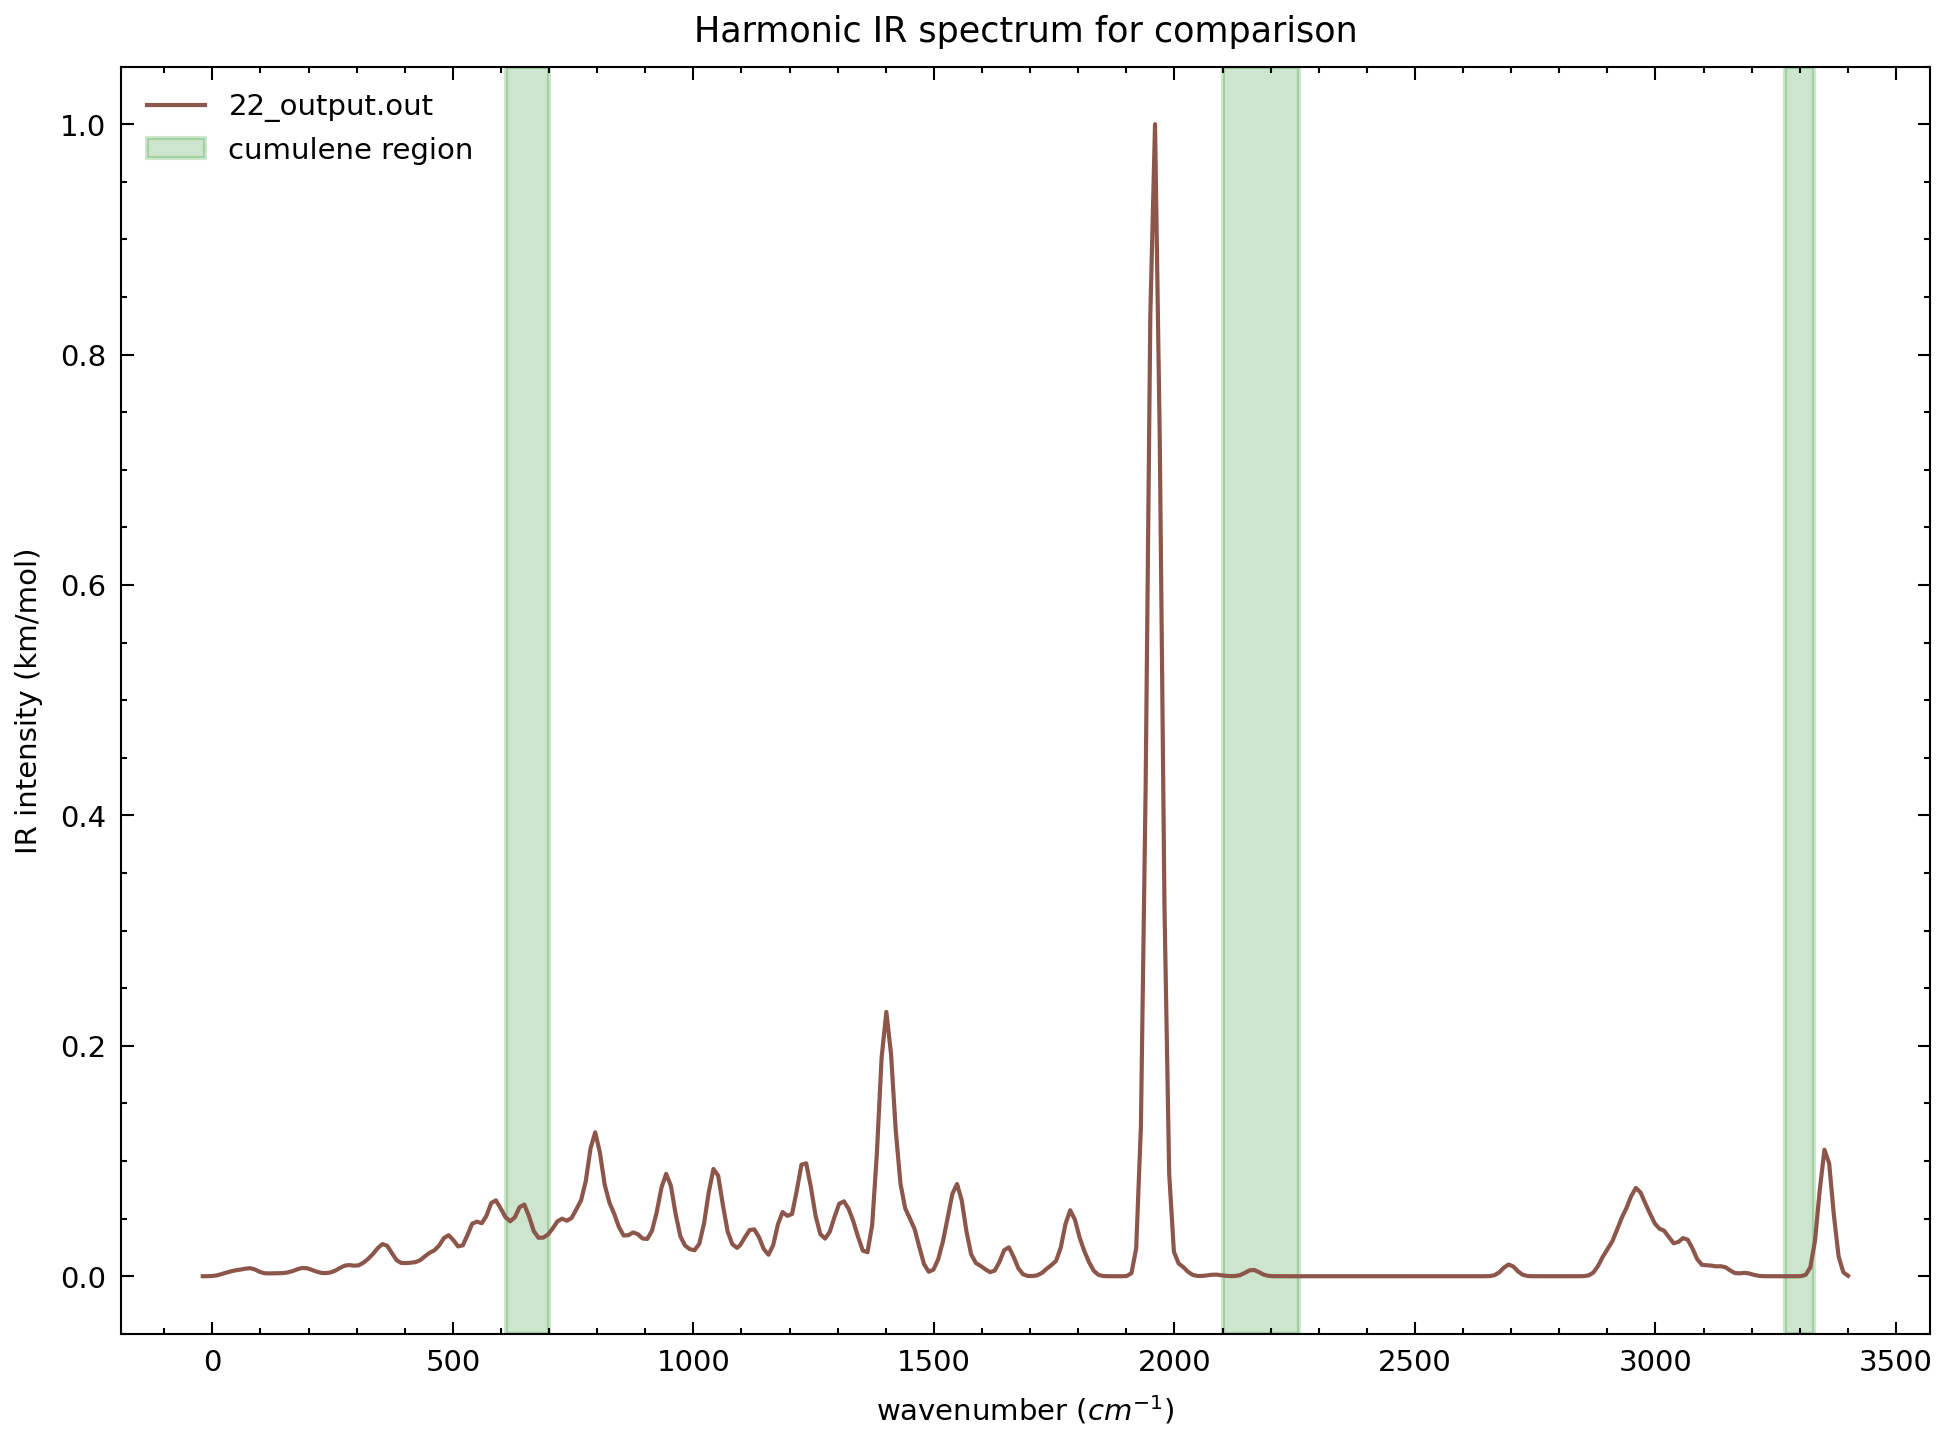 Harmonic IR spectrum for comparison
22_output.out
cumulene region
1.0
0.8
0.6
0.4
0.2
0.0
IR intensity (km/mol)
0 500 1000 1500 2000 2500 3000 3500
wavenumber (cm⁻¹)